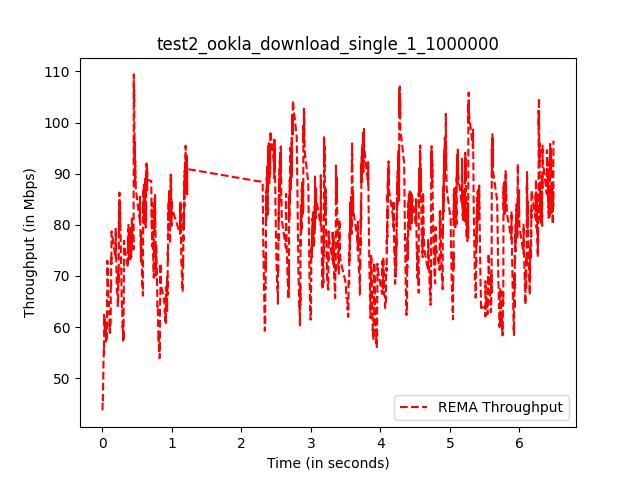 test2_ookla_download_single_1_1000000
Throughput (in Mbps)
110
100
90
80
70
60
50
0 1 2 3 4 5 6
Time (in seconds)
REMA Throughput